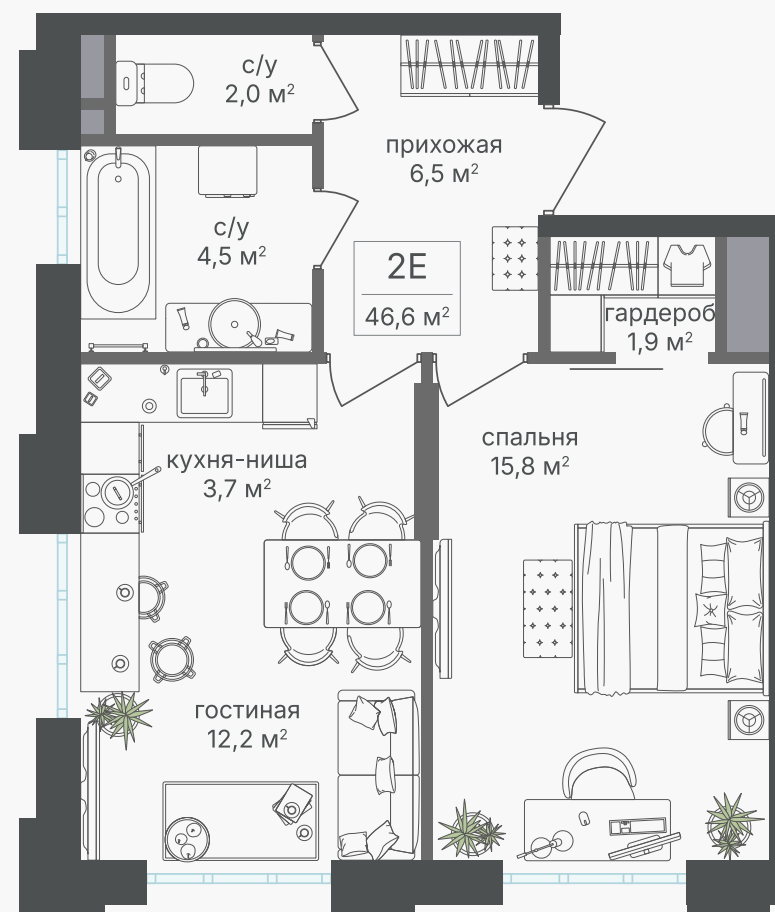 с/у
2,0 м²
прихожая
6,5 м²
с/у
4,5 м²
2Е
46,6 м²
гардероб
1,9 м²
спальня
15,8 м²
кухня-ниша
3,7 м²
гостиная
12,2 м²